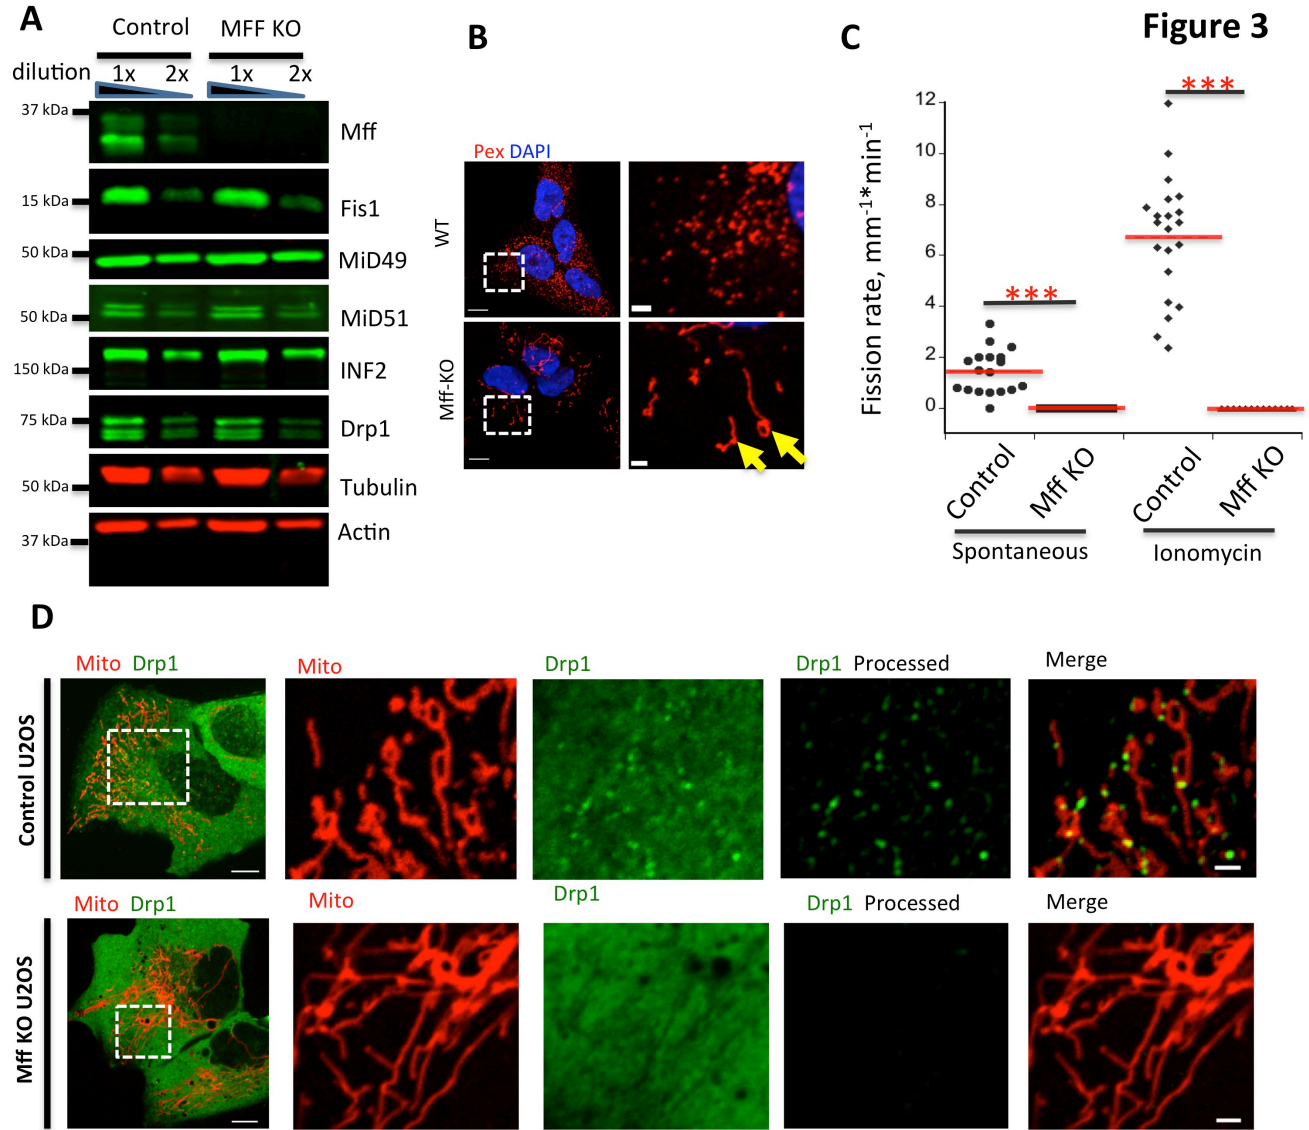 Figure 3
A
Control MFF KO
dilution 1x 2x 1x 2x
37 kDa Mff
15 kDa Fis1
50 kDa MiD49
50 kDa MiD51
150 kDa INF2
75 kDa Drp1
50 kDa Tubulin
37 kDa Actin
B
Pex DAPI
WT
Mff-KO
C
Fission rate, mm-1*min-1
12
10
8
6
4
2
0
***
***
Control Mff KO Control Mff KO
Spontaneous Ionomycin
D
Control U2OS
Mito Drp1 Mito Drp1 Drp1 Processed Merge
Mff KO U2OS
Mito Drp1 Mito Drp1 Drp1 Processed Merge